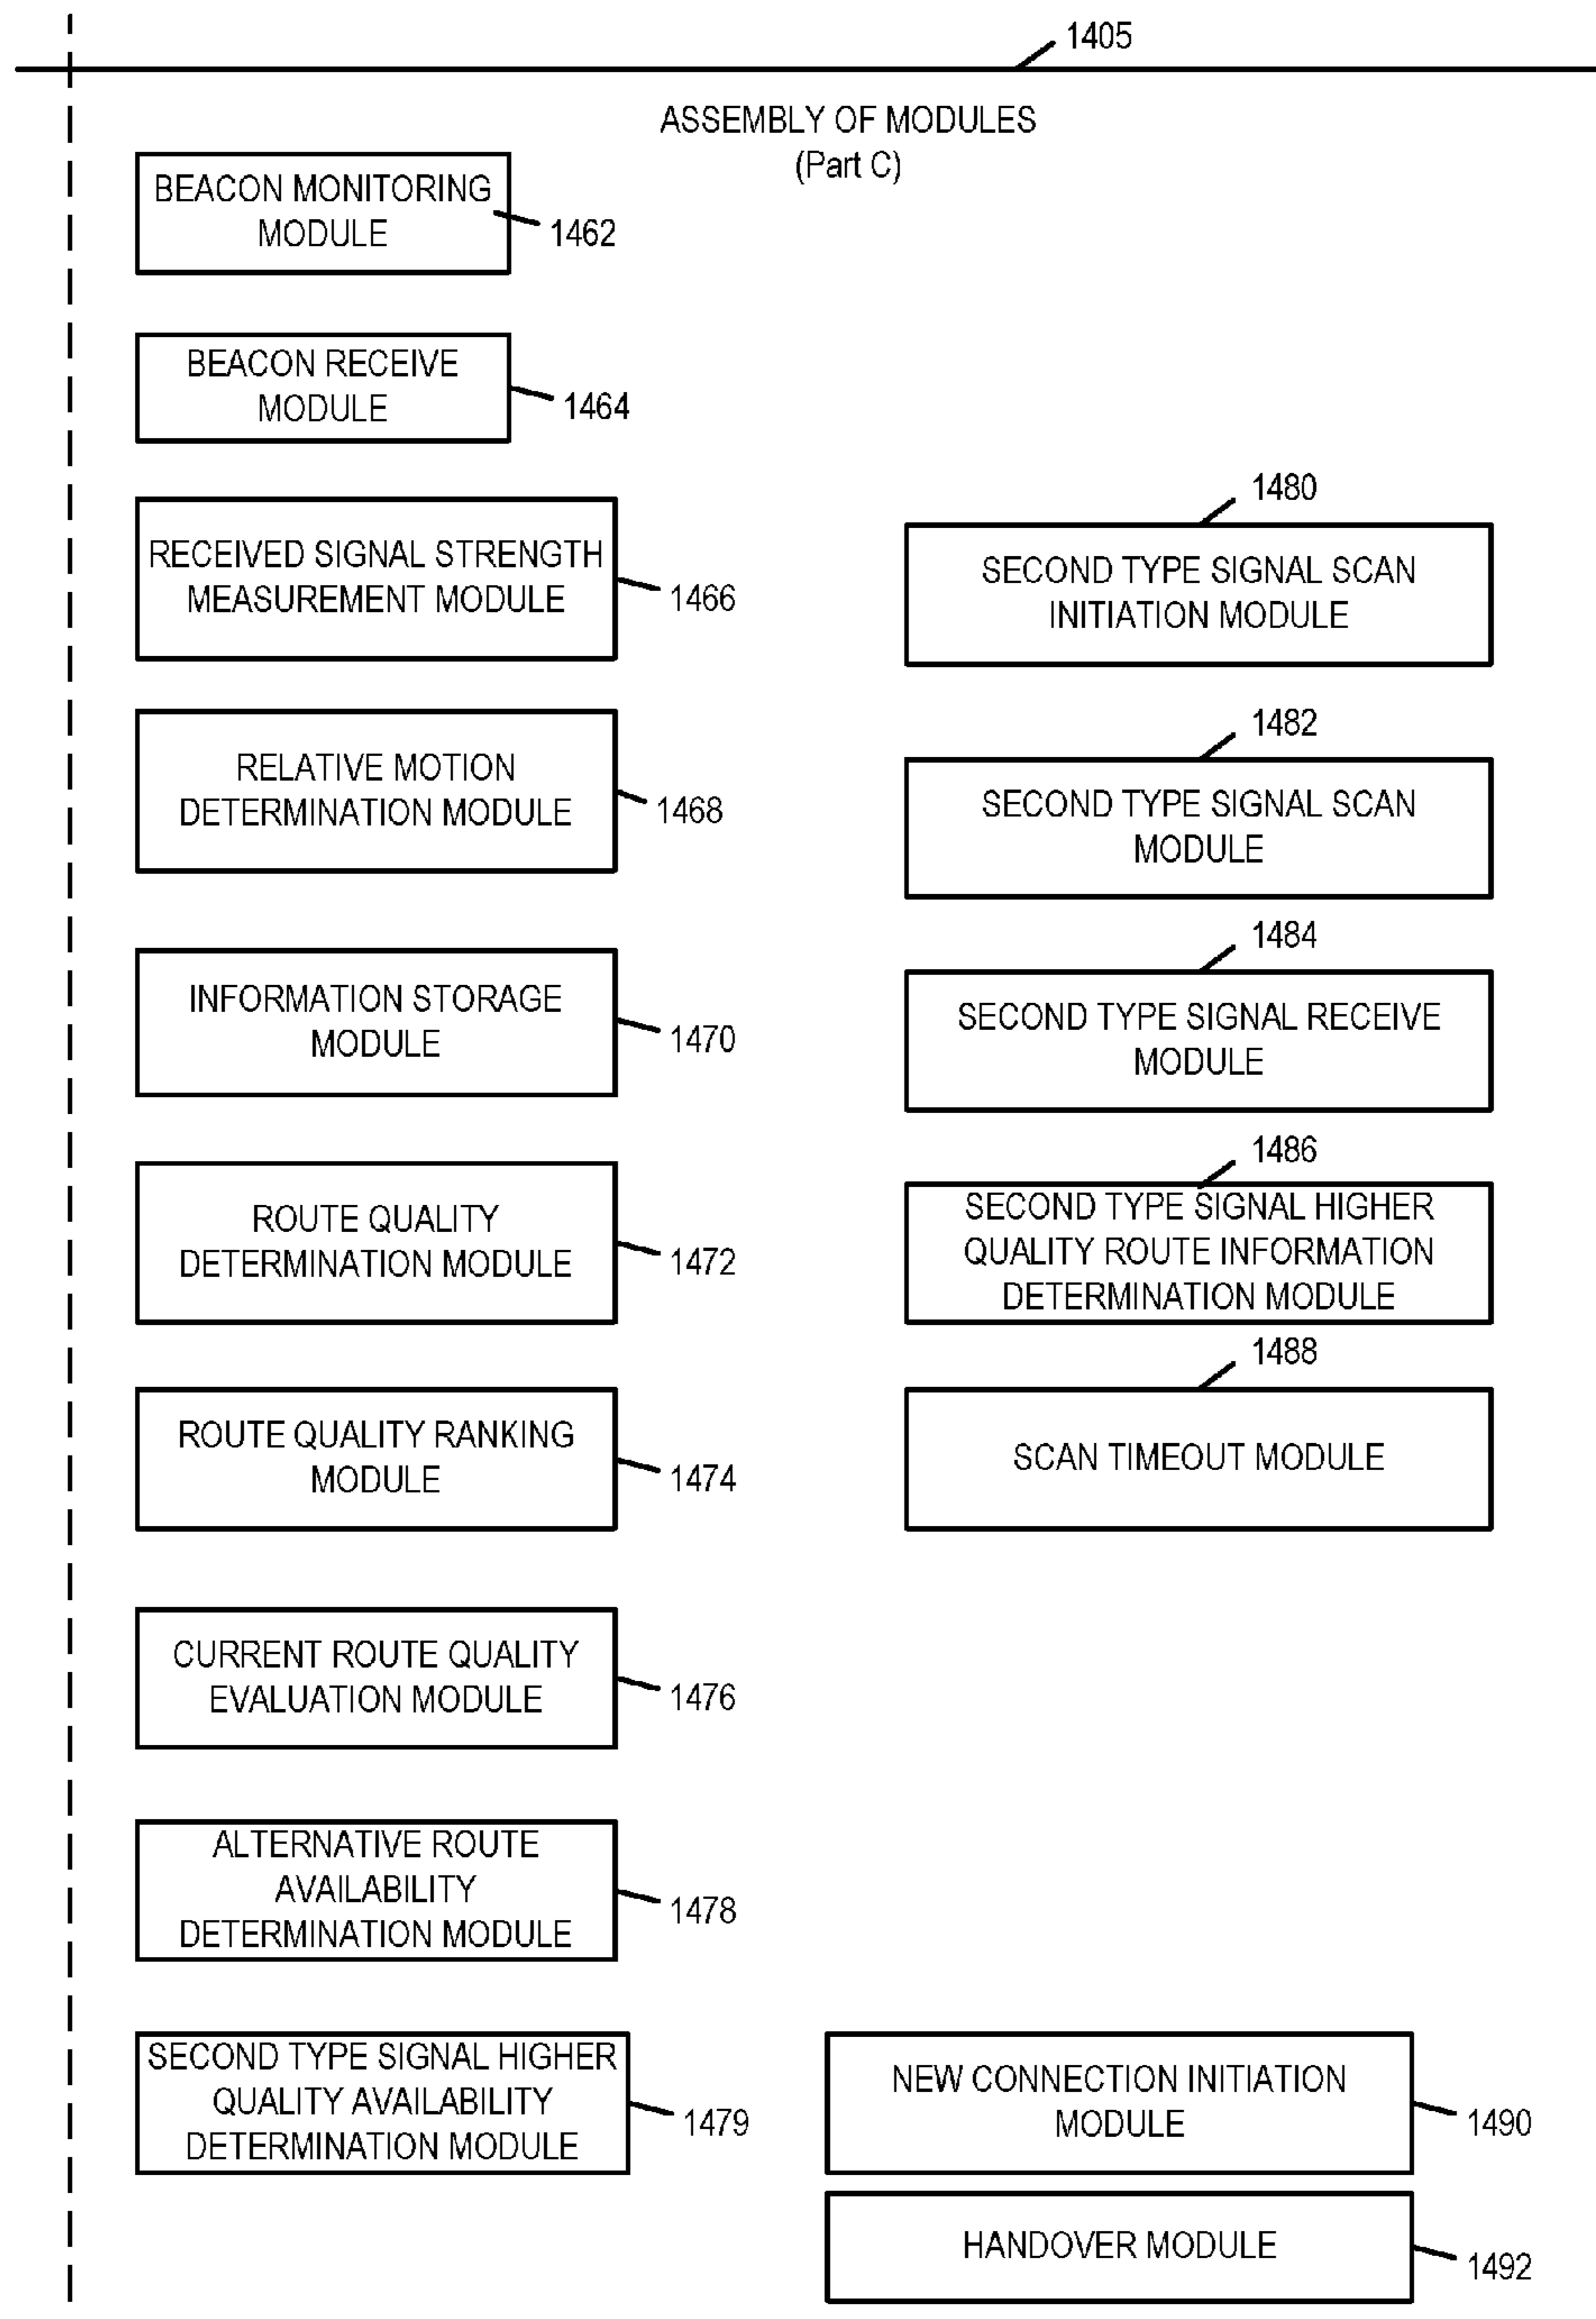 1405
ASSEMBLY OF MODULES
(Part C)
BEACON MONITORING
MODULE
1462
BEACON RECEIVE
MODULE
1464
RECEIVED SIGNAL STRENGTH
MEASUREMENT MODULE
1466
RELATIVE MOTION
DETERMINATION MODULE
1468
INFORMATION STORAGE
MODULE
1470
ROUTE QUALITY
DETERMINATION MODULE
1472
ROUTE QUALITY RANKING
MODULE
1474
CURRENT ROUTE QUALITY
EVALUATION MODULE
1476
ALTERNATIVE ROUTE
AVAILABILITY
DETERMINATION MODULE
1478
SECOND TYPE SIGNAL HIGHER
QUALITY AVAILABILITY
DETERMINATION MODULE
1479
1480
SECOND TYPE SIGNAL SCAN
INITIATION MODULE
1482
SECOND TYPE SIGNAL SCAN
MODULE
1484
SECOND TYPE SIGNAL RECEIVE
MODULE
1486
SECOND TYPE SIGNAL HIGHER
QUALITY ROUTE INFORMATION
DETERMINATION MODULE
1488
SCAN TIMEOUT MODULE
NEW CONNECTION INITIATION
MODULE
1490
HANDOVER MODULE
1492